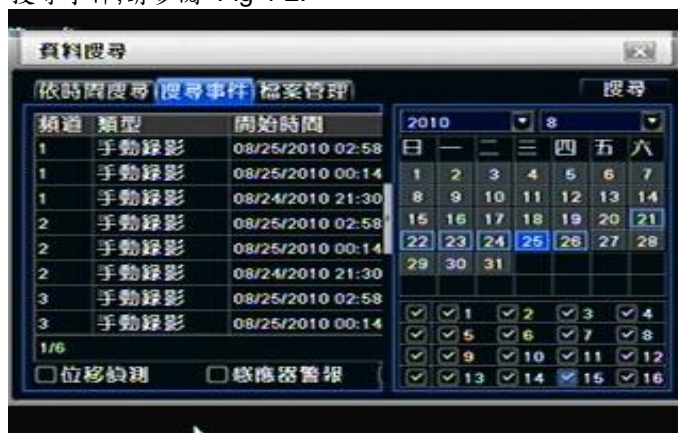 資料搜尋
依時間搜尋 搜尋事件 檔案管理 搜尋
頻道 類型 開始時間
1 手動錄影 08/25/2010 02:58
1 手動錄影 08/25/2010 00:14
1 手動錄影 08/24/2010 21:30
2 手動錄影 08/25/2010 02:58
2 手動錄影 08/25/2010 00:14
2 手動錄影 08/24/2010 21:30
3 手動錄影 08/25/2010 02:58
3 手動錄影 08/25/2010 00:14
1/6
位移偵測 感應器警報
2010 8
日 一 二 三 四 五 六
1 2 3 4 5 6 7
8 9 10 11 12 13 14
15 16 17 18 19 20 21
22 23 24 25 26 27 28
29 30 31
1 2 3 4
5 6 7 8
9 10 11 12
13 14 15 16